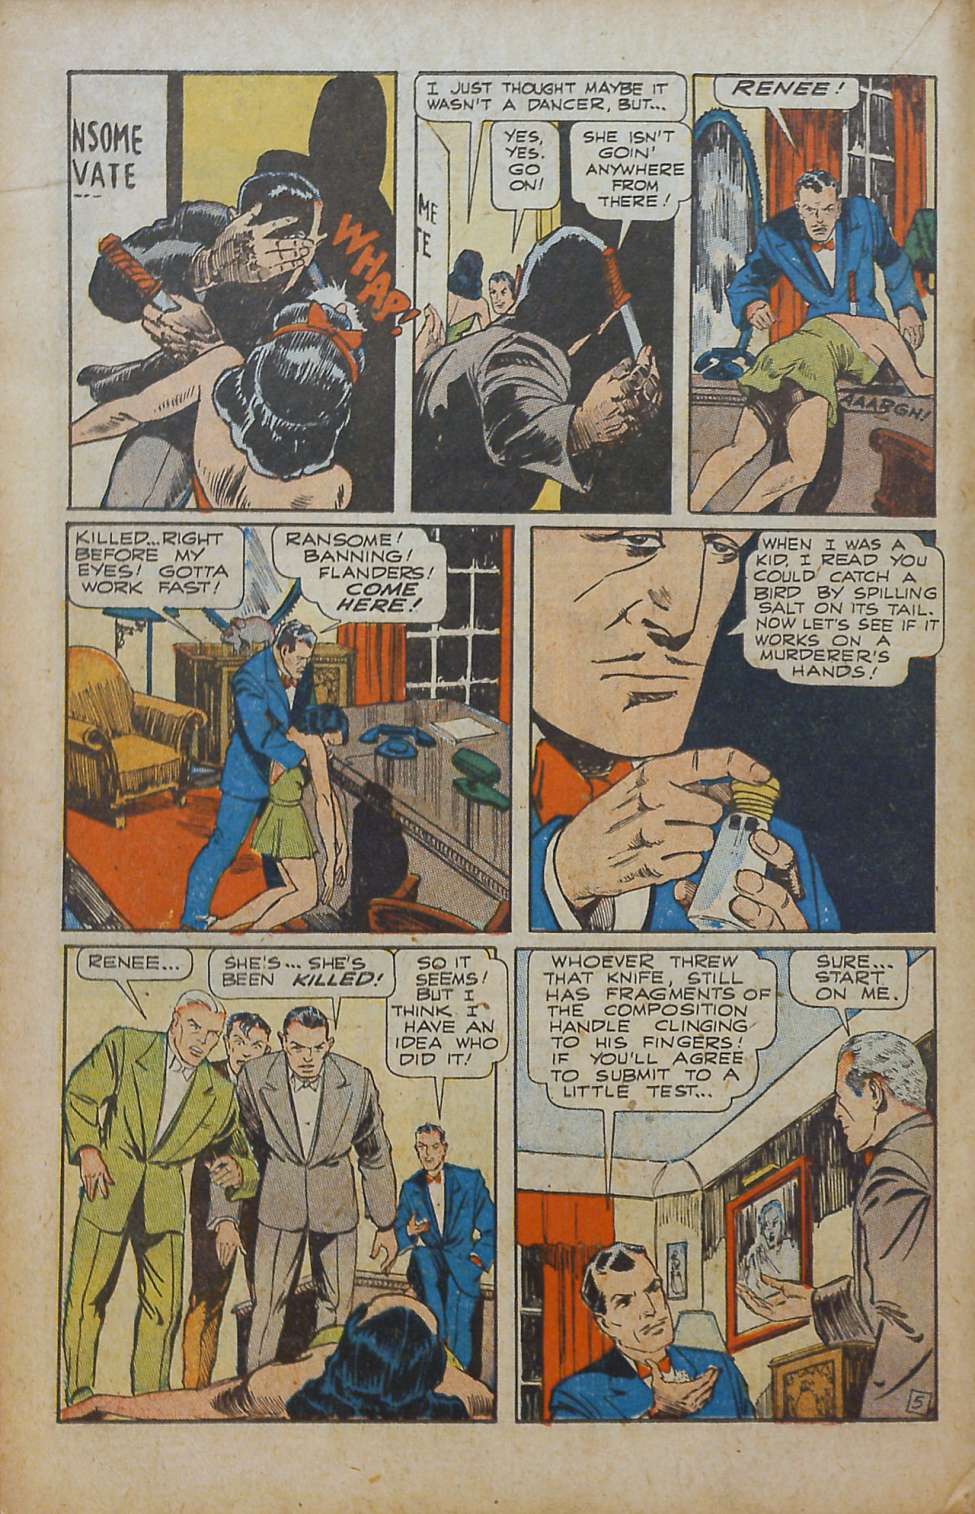 NSOME
VATE
WHAP!
I JUST THOUGHT MAYBE IT
WASN'T A DANCER, BUT...
YES,
YES.
GO
ON!
SHE ISN'T
GOIN'
ANYWHERE
FROM
THERE!
ME
TE
RENEE!
AAARGH!
KILLED...RIGHT
BEFORE MY
EYES! GOTTA
WORK FAST!
RANSOME!
BANNING!
FLANDERS!
COME
HERE!
WHEN I WAS A
KID, I READ YOU
COULD CATCH A
BIRD BY SPILLING
SALT ON ITS TAIL.
NOW LET'S SEE IF IT
WORKS ON A
MURDERER'S
HANDS!
RENEE...
SHE'S... SHE'S
BEEN KILLED!
SO IT
SEEMS!
BUT I
THINK I
HAVE AN
IDEA WHO
DID IT!
WHOEVER THREW
THAT KNIFE, STILL
HAS FRAGMENTS OF
THE COMPOSITION
HANDLE CLINGING
TO HIS FINGERS!
IF YOU'LL AGREE
TO SUBMIT TO A
LITTLE TEST...
SURE...
START
ON ME.
5